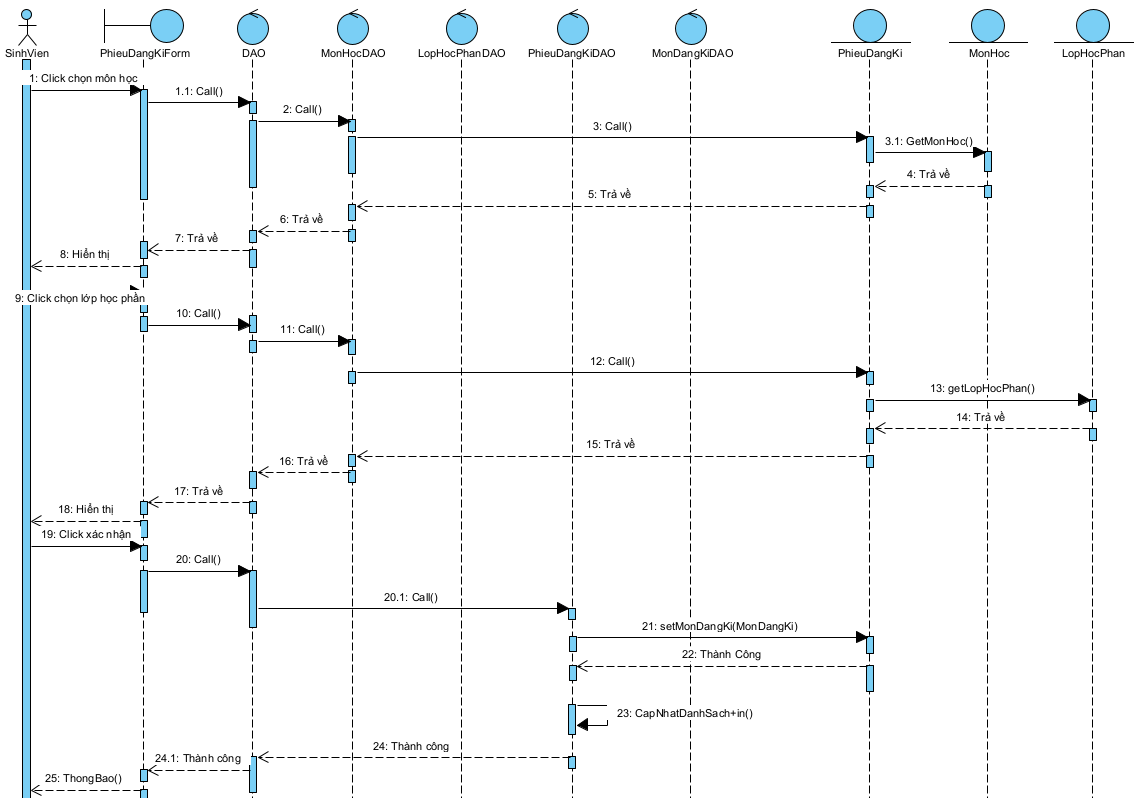 SinhVien
PhieuDangKiForm
DAO
MonHocDAO
LopHocPhanDAO
PhieuDangKiDAO
MonDangKiDAO
PhieuDangKi
MonHoc
LopHocPhan
1: Click chọn môn học
1.1: Call()
2: Call()
3: Call()
3.1: GetMonHoc()
4: Trả về
5: Trả về
6: Trả về
7: Trả về
8: Hiển thị
9: Click chọn lớp học phần
10: Call()
11: Call()
12: Call()
13: getLopHocPhan()
14: Trả về
15: Trả về
16: Trả về
17: Trả về
18: Hiển thị
19: Click xác nhận
20: Call()
20.1: Call()
21: setMonDangKi(MonDangKi)
22: Thành Công
23: CapNhatDanhSach+in()
24: Thành công
24.1: Thành công
25: ThongBao()